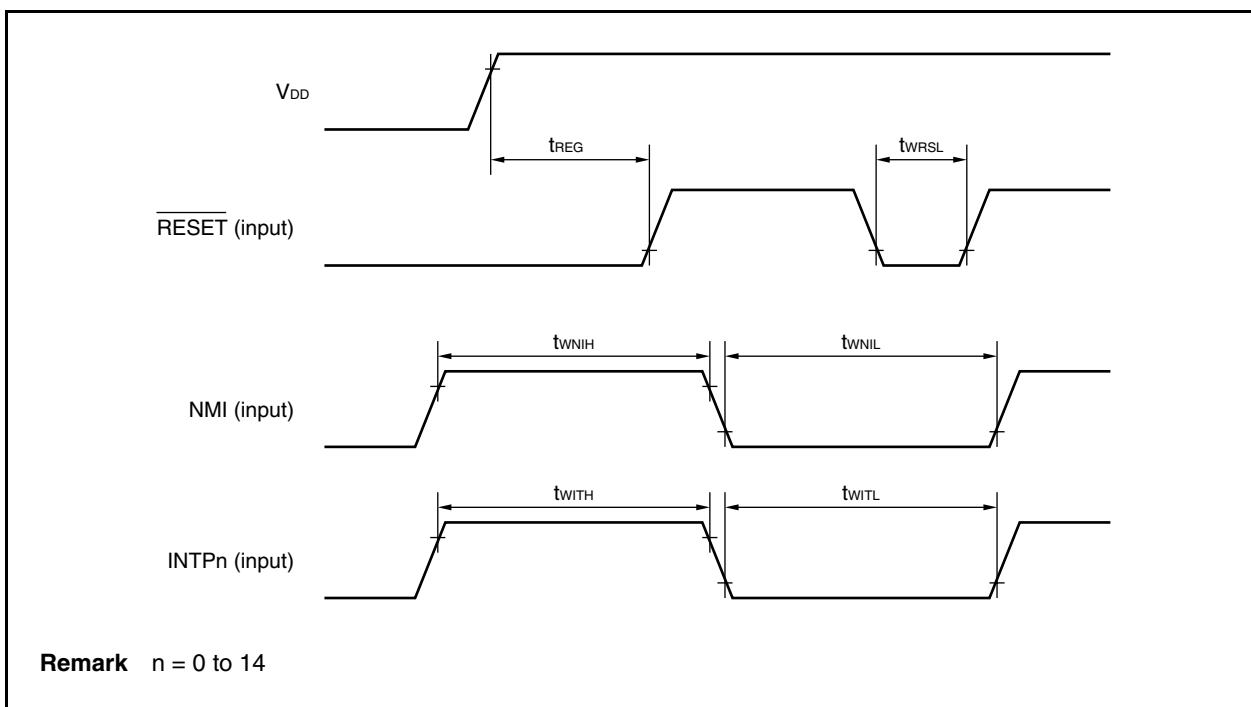 VDD
tREG
tWRSL
RESET (input)
tWNIH
tWNIL
NMI (input)
tWITH
tWITL
INTPn (input)
Remark n = 0 to 14